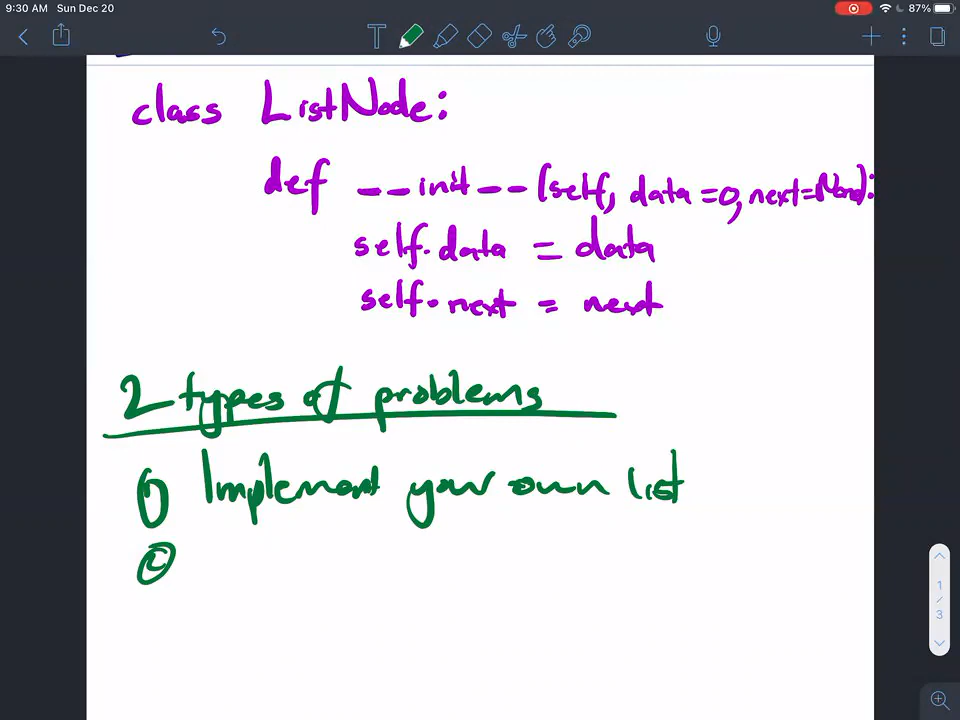 9:30 AM Sun Dec 20
87%
T
class ListNode:
def __init__(self, data=0, next=None):
self.data = data
self.next = next
2 types of problems
① Implement your own list
②
1
/
3